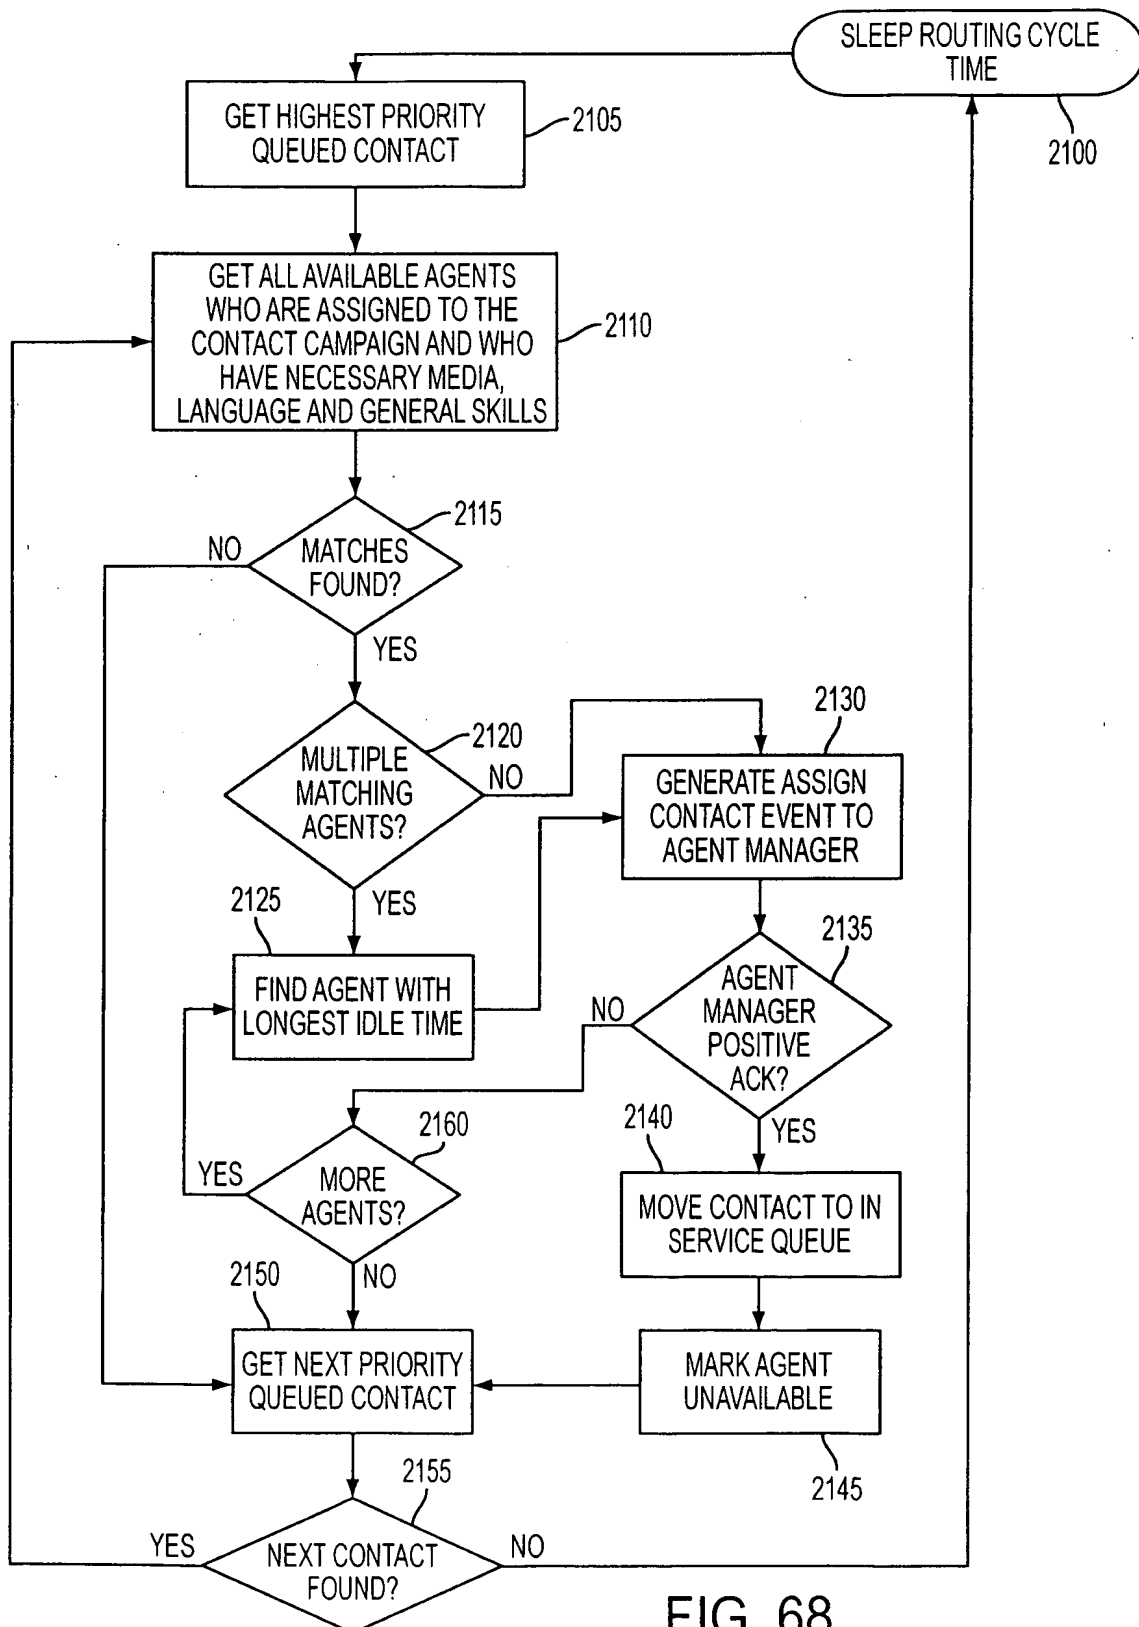 SLEEP ROUTING CYCLE
TIME
2100
GET HIGHEST PRIORITY
QUEUED CONTACT
2105
GET ALL AVAILABLE AGENTS
WHO ARE ASSIGNED TO THE
CONTACT CAMPAIGN AND WHO
HAVE NECESSARY MEDIA,
LANGUAGE AND GENERAL SKILLS
2110
2115
NO
MATCHES
FOUND?
YES
2120
MULTIPLE
MATCHING
AGENTS?
NO
YES
2130
GENERATE ASSIGN
CONTACT EVENT TO
AGENT MANAGER
2125
FIND AGENT WITH
LONGEST IDLE TIME
2135
AGENT
MANAGER
POSITIVE
ACK?
NO
YES
2160
YES
MORE
AGENTS?
NO
2140
MOVE CONTACT TO IN
SERVICE QUEUE
2150
GET NEXT PRIORITY
QUEUED CONTACT
MARK AGENT
UNAVAILABLE
2145
2155
YES
NEXT CONTACT
FOUND?
NO
FIG. 68